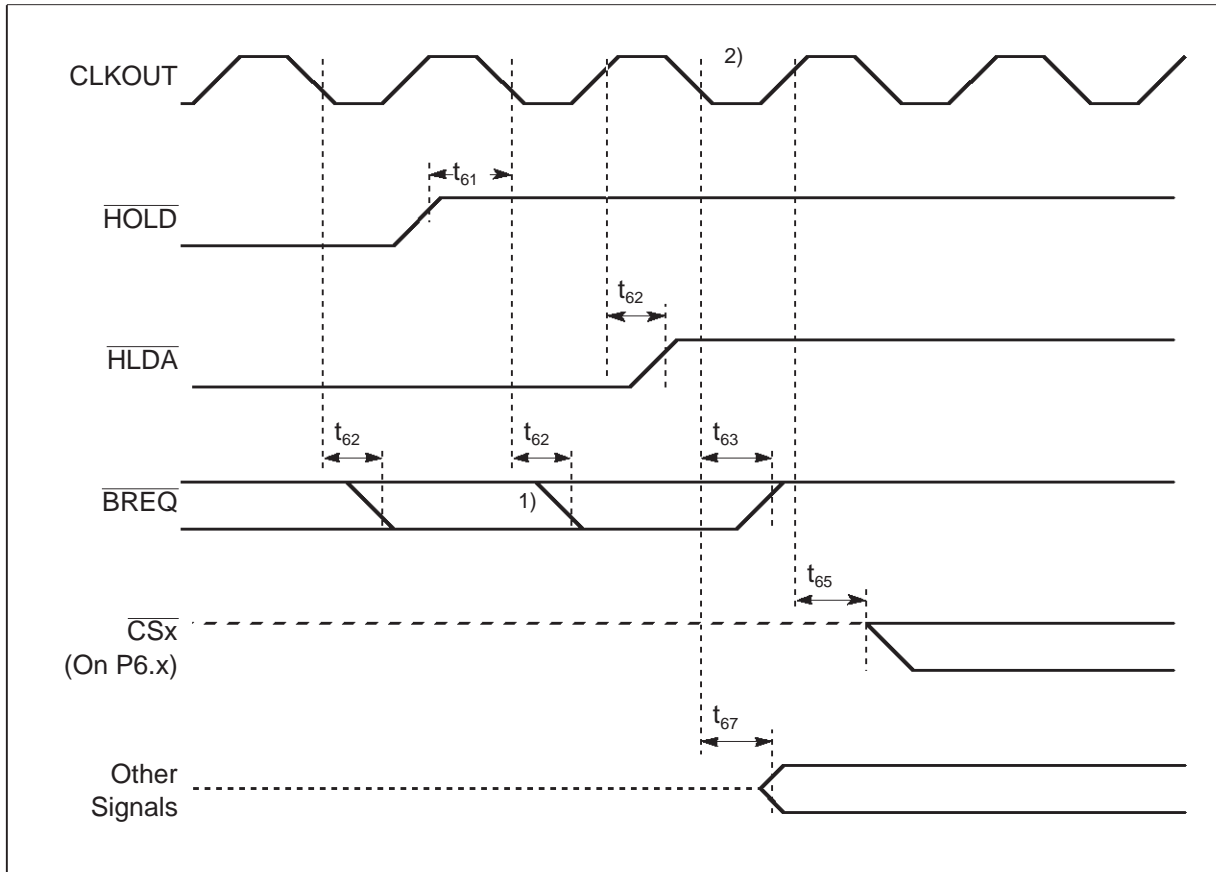 2)
CLKOUT
t61
HOLD
t62
HLDA
t62
t62
t63
BREQ
1)
t65
CSx
(On P6.x)
t67
Other
Signals